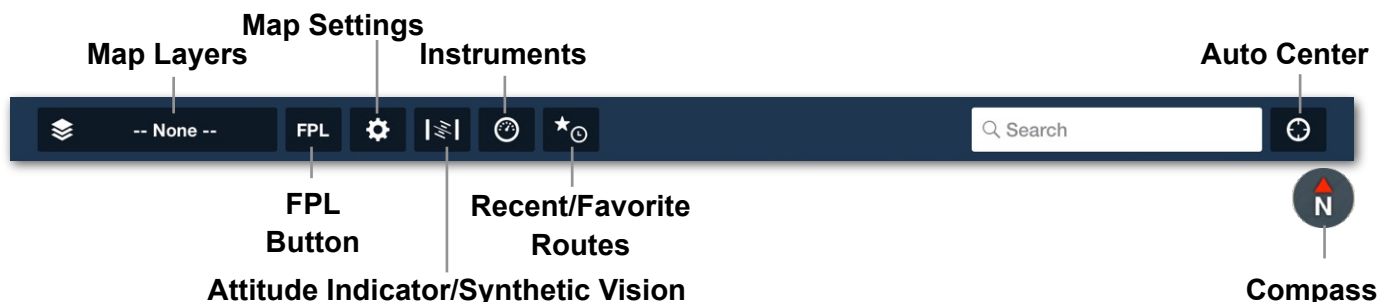 Map Settings
Map Layers
Instruments
Auto Center
-- None --
FPL
Search
FPL
Button
Recent/Favorite
Routes
N
Attitude Indicator/Synthetic Vision
Compass